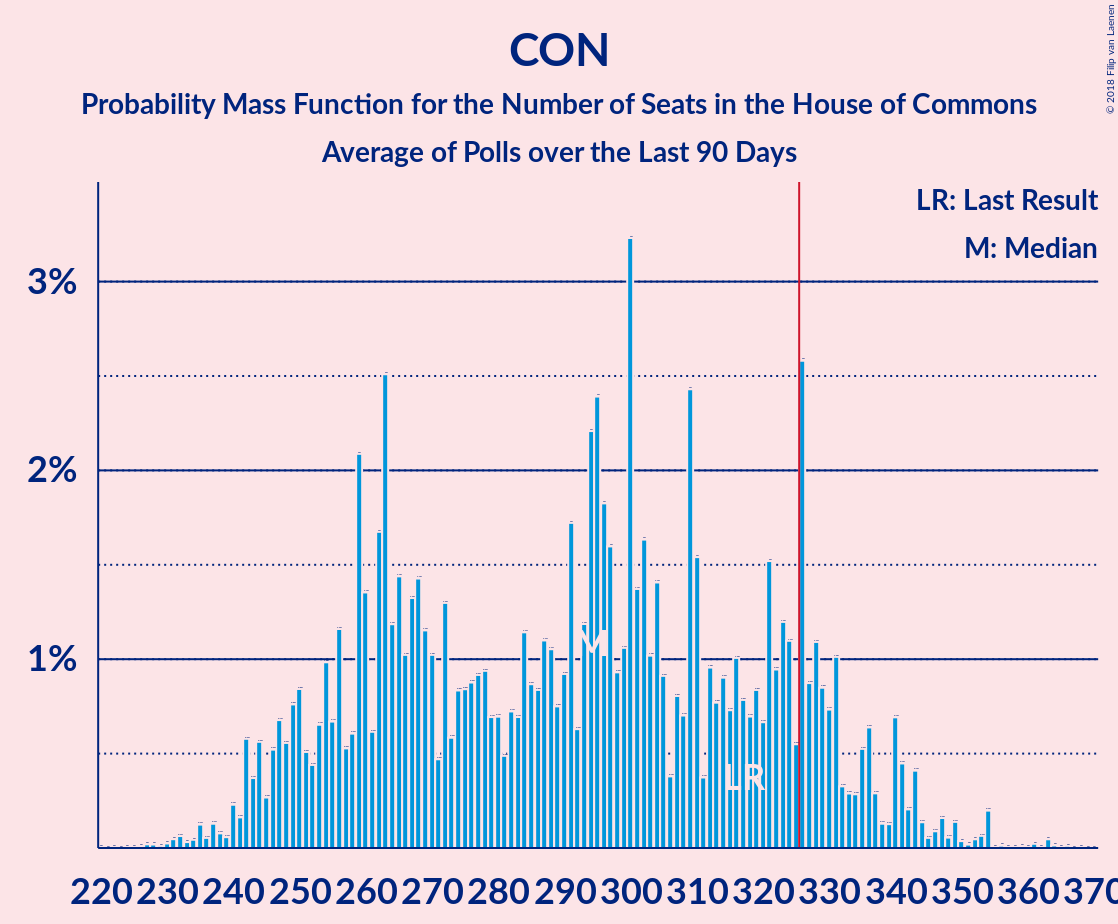 CON
Probability Mass Function for the Number of Seats in the House of Commons
Average of Polls over the Last 90 Days
© 2018 Filip van Laenen
LR: Last Result
M: Median
3%
2%
1%
M
LR
220 230 240 250 260 270 280 290 300 310 320 330 340 350 360 370